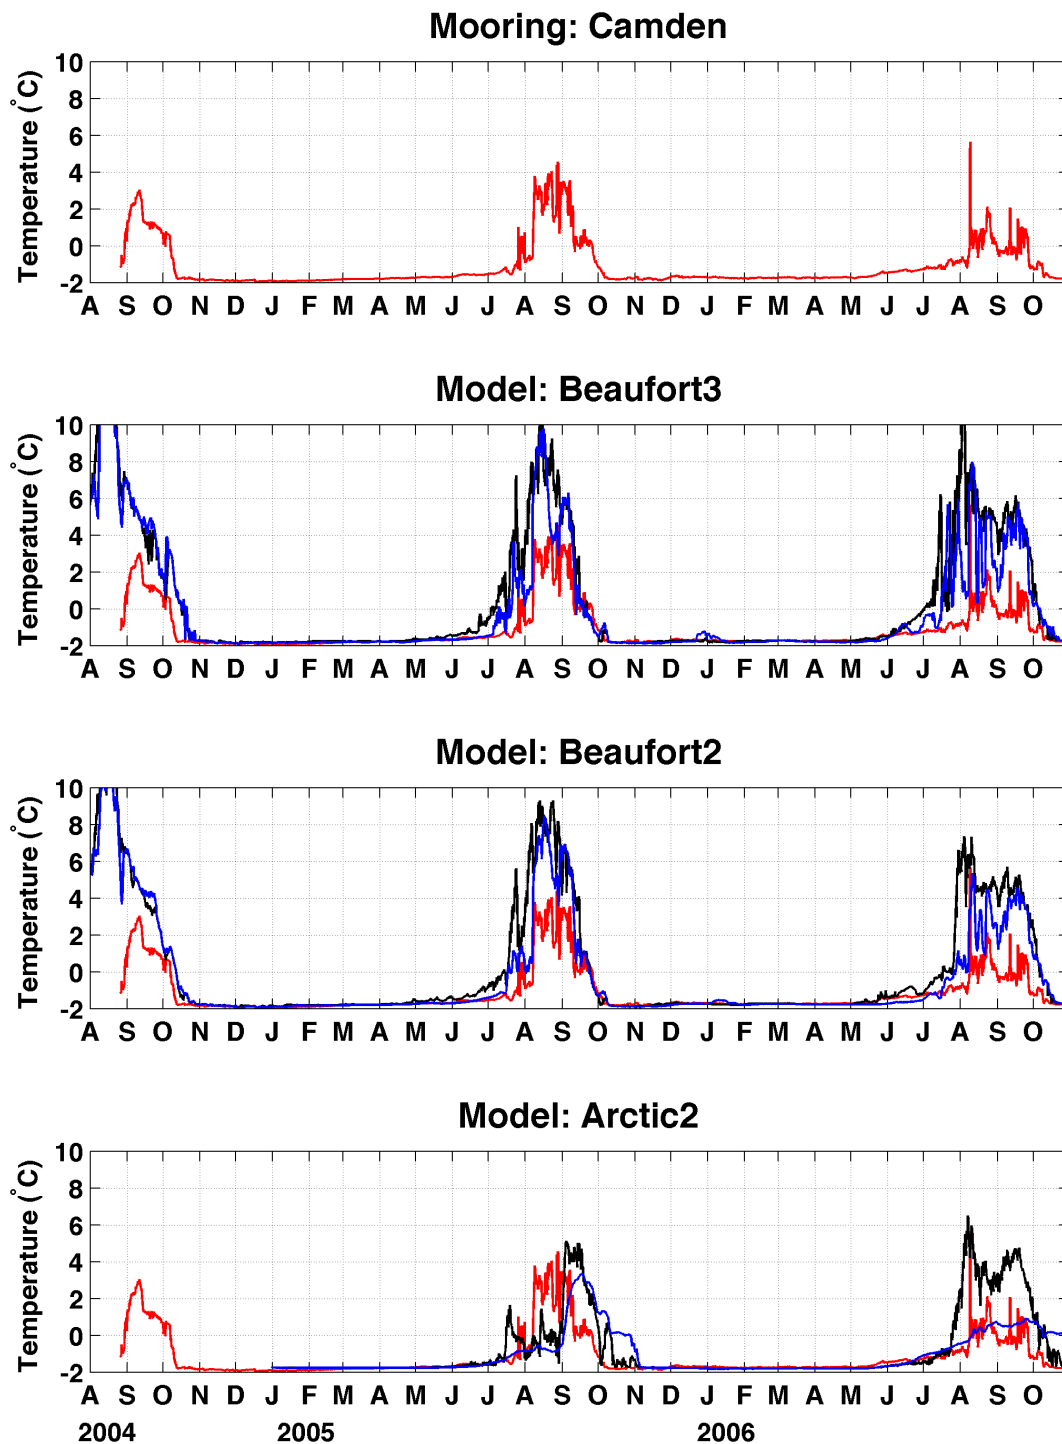 Mooring: Camden
Temperature (°C)
10
8
6
4
2
0
-2
A S O N D J F M A M J J A S O N D J F M A M J J A S O
Model: Beaufort3
Temperature (°C)
10
8
6
4
2
0
-2
A S O N D J F M A M J J A S O N D J F M A M J J A S O
Model: Beaufort2
Temperature (°C)
10
8
6
4
2
0
-2
A S O N D J F M A M J J A S O N D J F M A M J J A S O
Model: Arctic2
Temperature (°C)
10
8
6
4
2
0
-2
A S O N D J F M A M J J A S O N D J F M A M J J A S O
2004 2005 2006